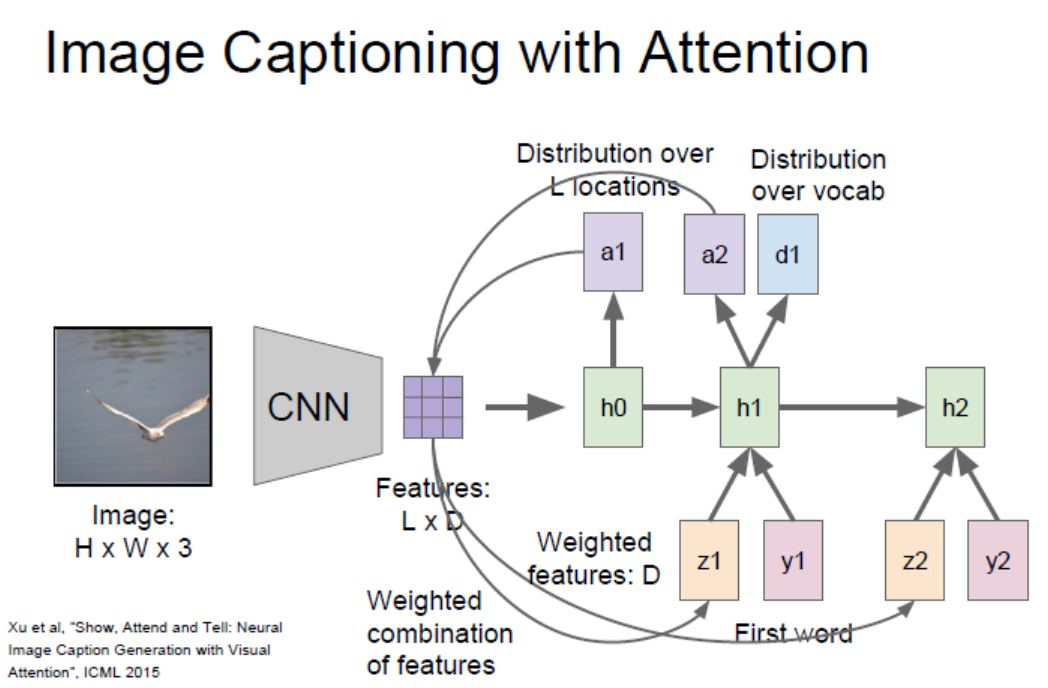 Image Captioning with Attention
Distribution over
L locations
Distribution
over vocab
a1
a2
d1
CNN
h0
h1
h2
Features:
L x D
Image:
H x W x 3
Weighted
features: D
z1
y1
z2
y2
Weighted
combination
of features
First word
Xu et al, "Show, Attend and Tell: Neural
Image Caption Generation with Visual
Attention", ICML 2015